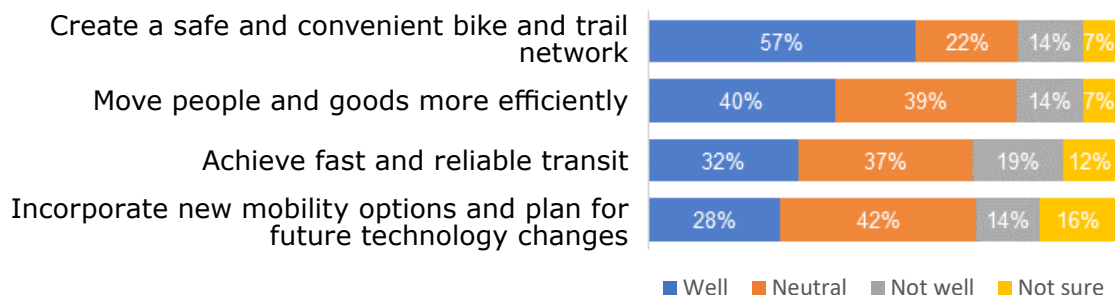 Create a safe and convenient bike and trail
network
57% 22% 14% 7%
Move people and goods more efficiently
40% 39% 14% 7%
Achieve fast and reliable transit
32% 37% 19% 12%
Incorporate new mobility options and plan for
future technology changes
28% 42% 14% 16%
Well Neutral Not well Not sure